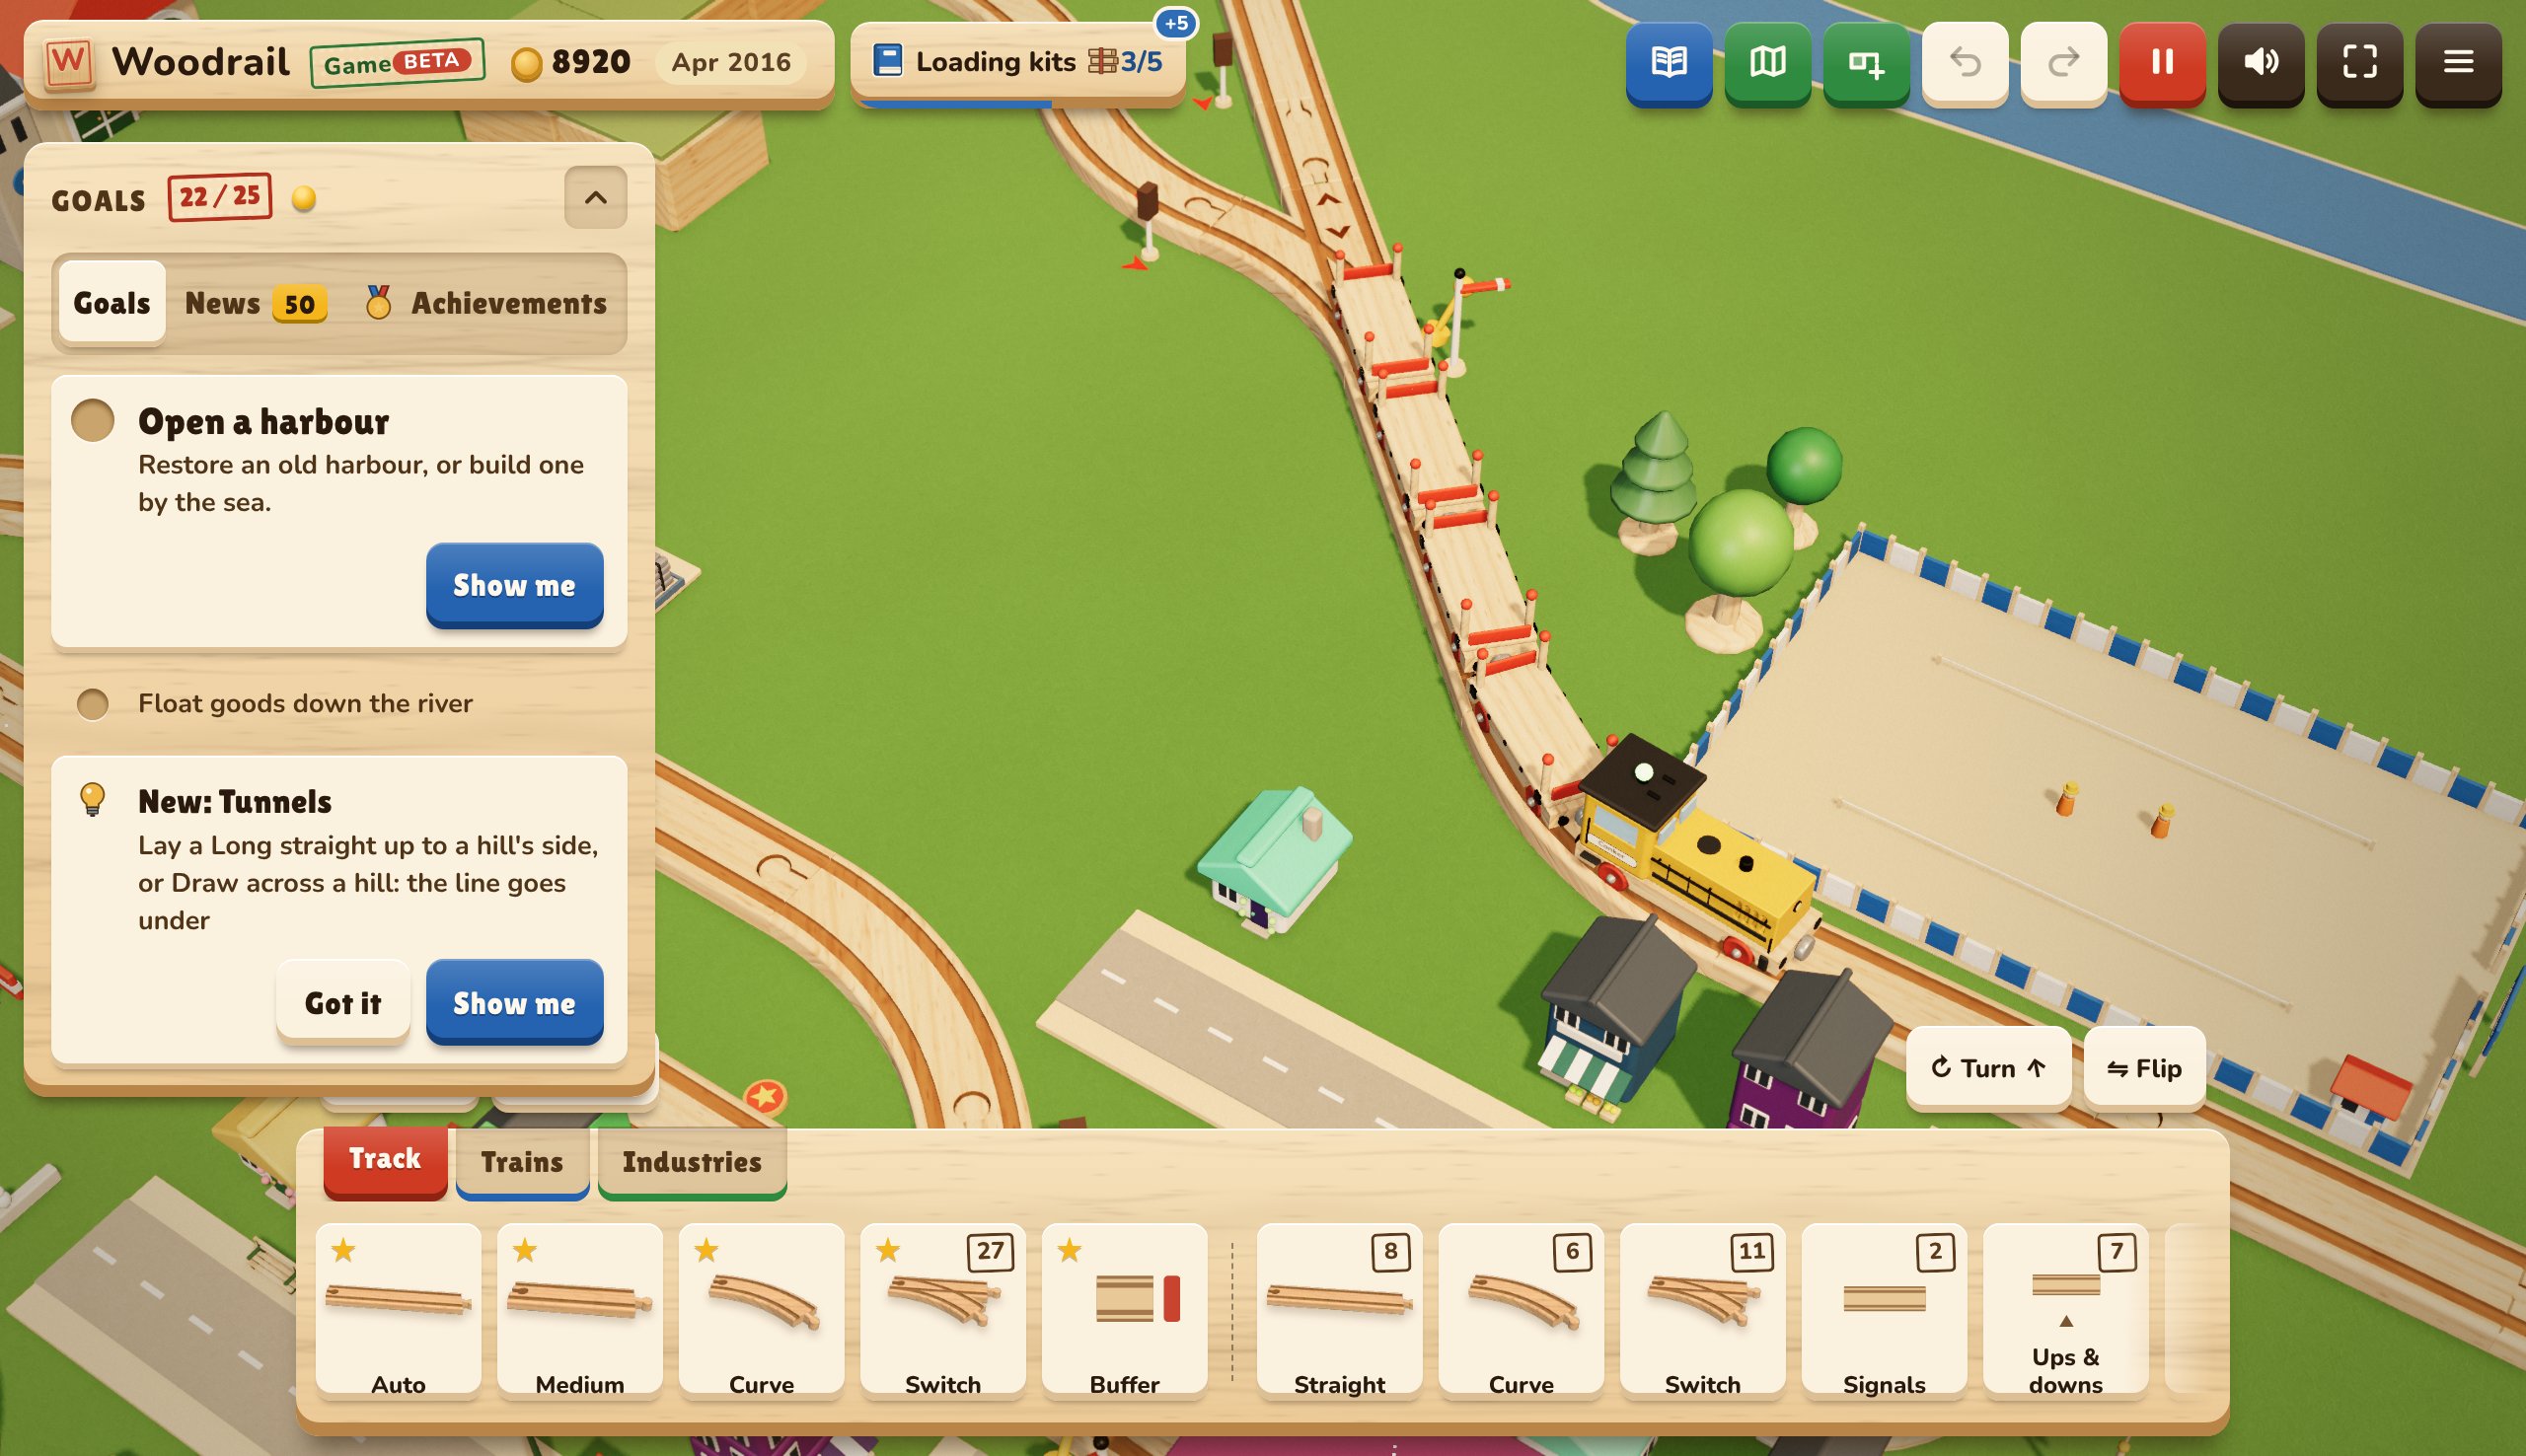 W Woodrail Game BETA 8920 Apr 2016
Loading kits 3/5
+5
GOALS 22 / 25
Goals News 50 Achievements
Open a harbour
Restore an old harbour, or build one
by the sea.
Show me
Float goods down the river
New: Tunnels
Lay a Long straight up to a hill's side,
or Draw across a hill: the line goes
under
Got it Show me
Turn Flip
Track Trains Industries
27 8 6 11 2 7
Auto Medium Curve Switch Buffer Straight Curve Switch Signals Ups &
downs